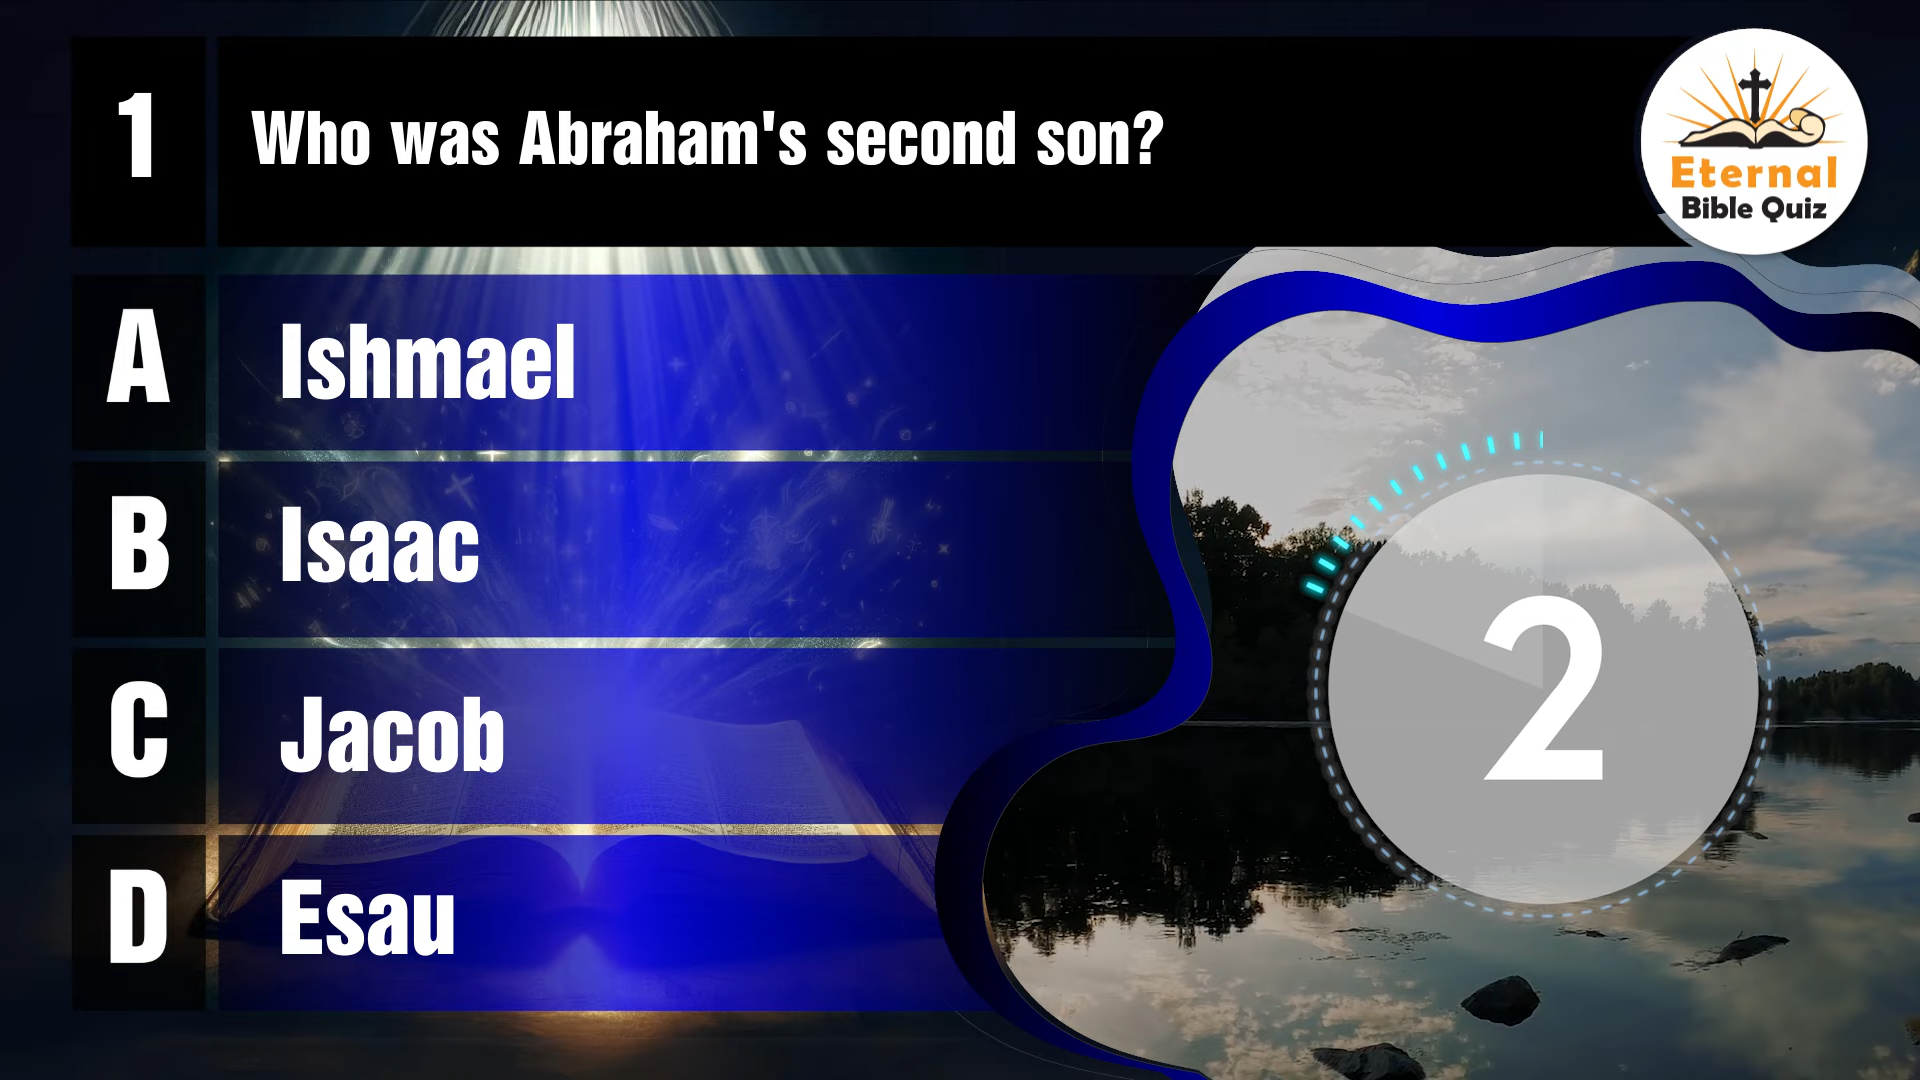 1
Who was Abraham's second son?
Eternal
Bible Quiz
A
Ishmael
B
Isaac
C
Jacob
D
Esau
2